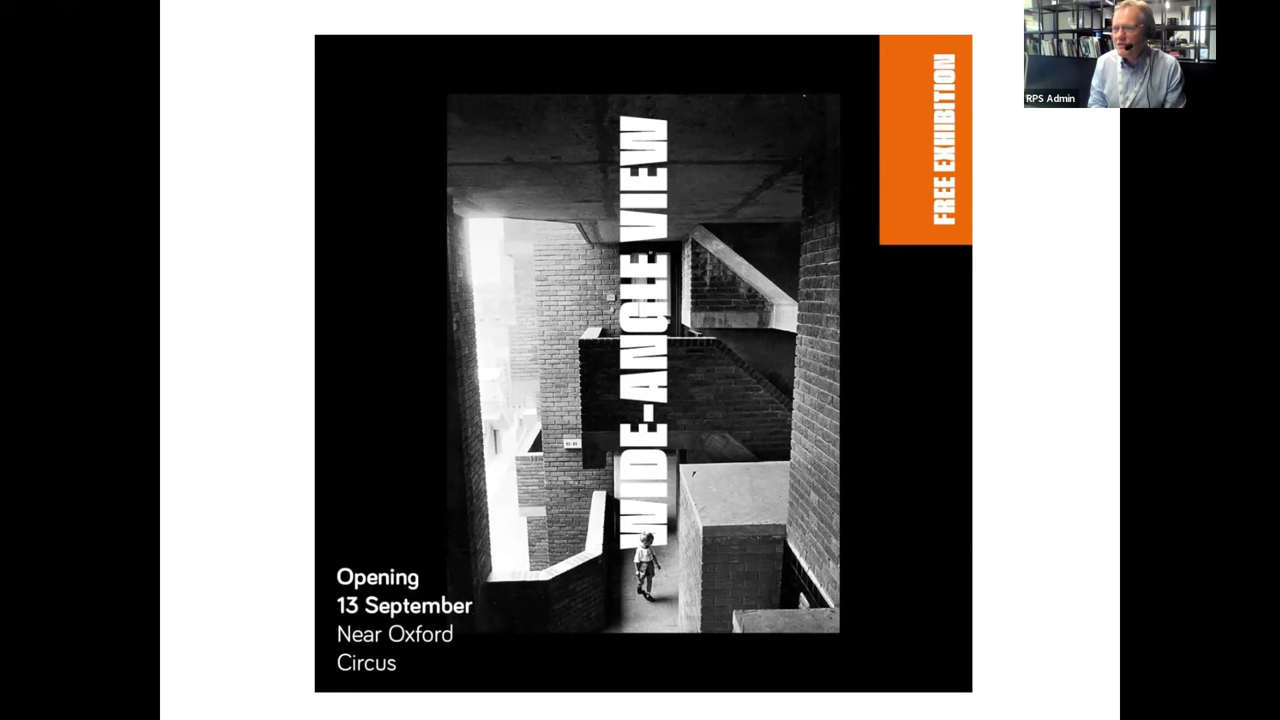 FREE EXHIBITION
WIDE-ANGLE VIEW
Opening
13 September
Near Oxford
Circus
RPS Admin